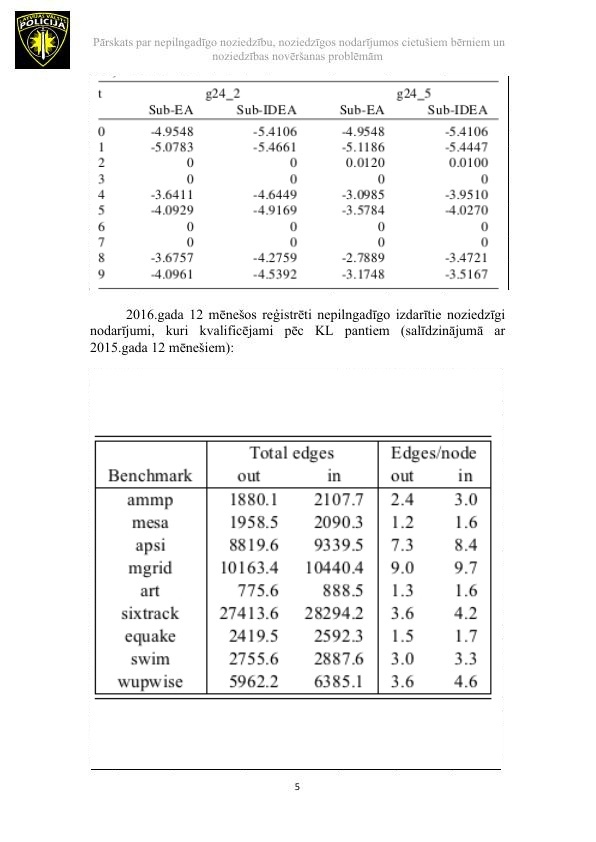 LATVIJAS VALSTS
POLICIJA
Pārskats par nepilngadīgo noziedzību, noziedzīgos nodarījumos cietušiem bērniem un
noziedzības novēršanas problēmām
t g24_2 g24_5
Sub-EA Sub-IDEA Sub-EA Sub-IDEA
0 -4.9548 -5.4106 -4.9548 -5.4106
1 -5.0783 -5.4661 -5.1186 -5.4447
2 0 0 0.0120 0.0100
3 0 0 0 0
4 -3.6411 -4.6449 -3.0985 -3.9510
5 -4.0929 -4.9169 -3.5784 -4.0270
6 0 0 0 0
7 0 0 0 0
8 -3.6757 -4.2759 -2.7889 -3.4721
9 -4.0961 -4.5392 -3.1748 -3.5167
2016.gada 12 mēnešos reģistrēti nepilngadīgo izdarītie noziedzīgi
nodarījumi, kuri kvalificējami pēc KL pantiem (salīdzinājumā ar
2015.gada 12 mēnešiem):
Total edges Edges/node
Benchmark out in out in
ammp 1880.1 2107.7 2.4 3.0
mesa 1958.5 2090.3 1.2 1.6
apsi 8819.6 9339.5 7.3 8.4
mgrid 10163.4 10440.4 9.0 9.7
art 775.6 888.5 1.3 1.6
sixtrack 27413.6 28294.2 3.6 4.2
equake 2419.5 2592.3 1.5 1.7
swim 2755.6 2887.6 3.0 3.3
wupwise 5962.2 6385.1 3.6 4.6
5